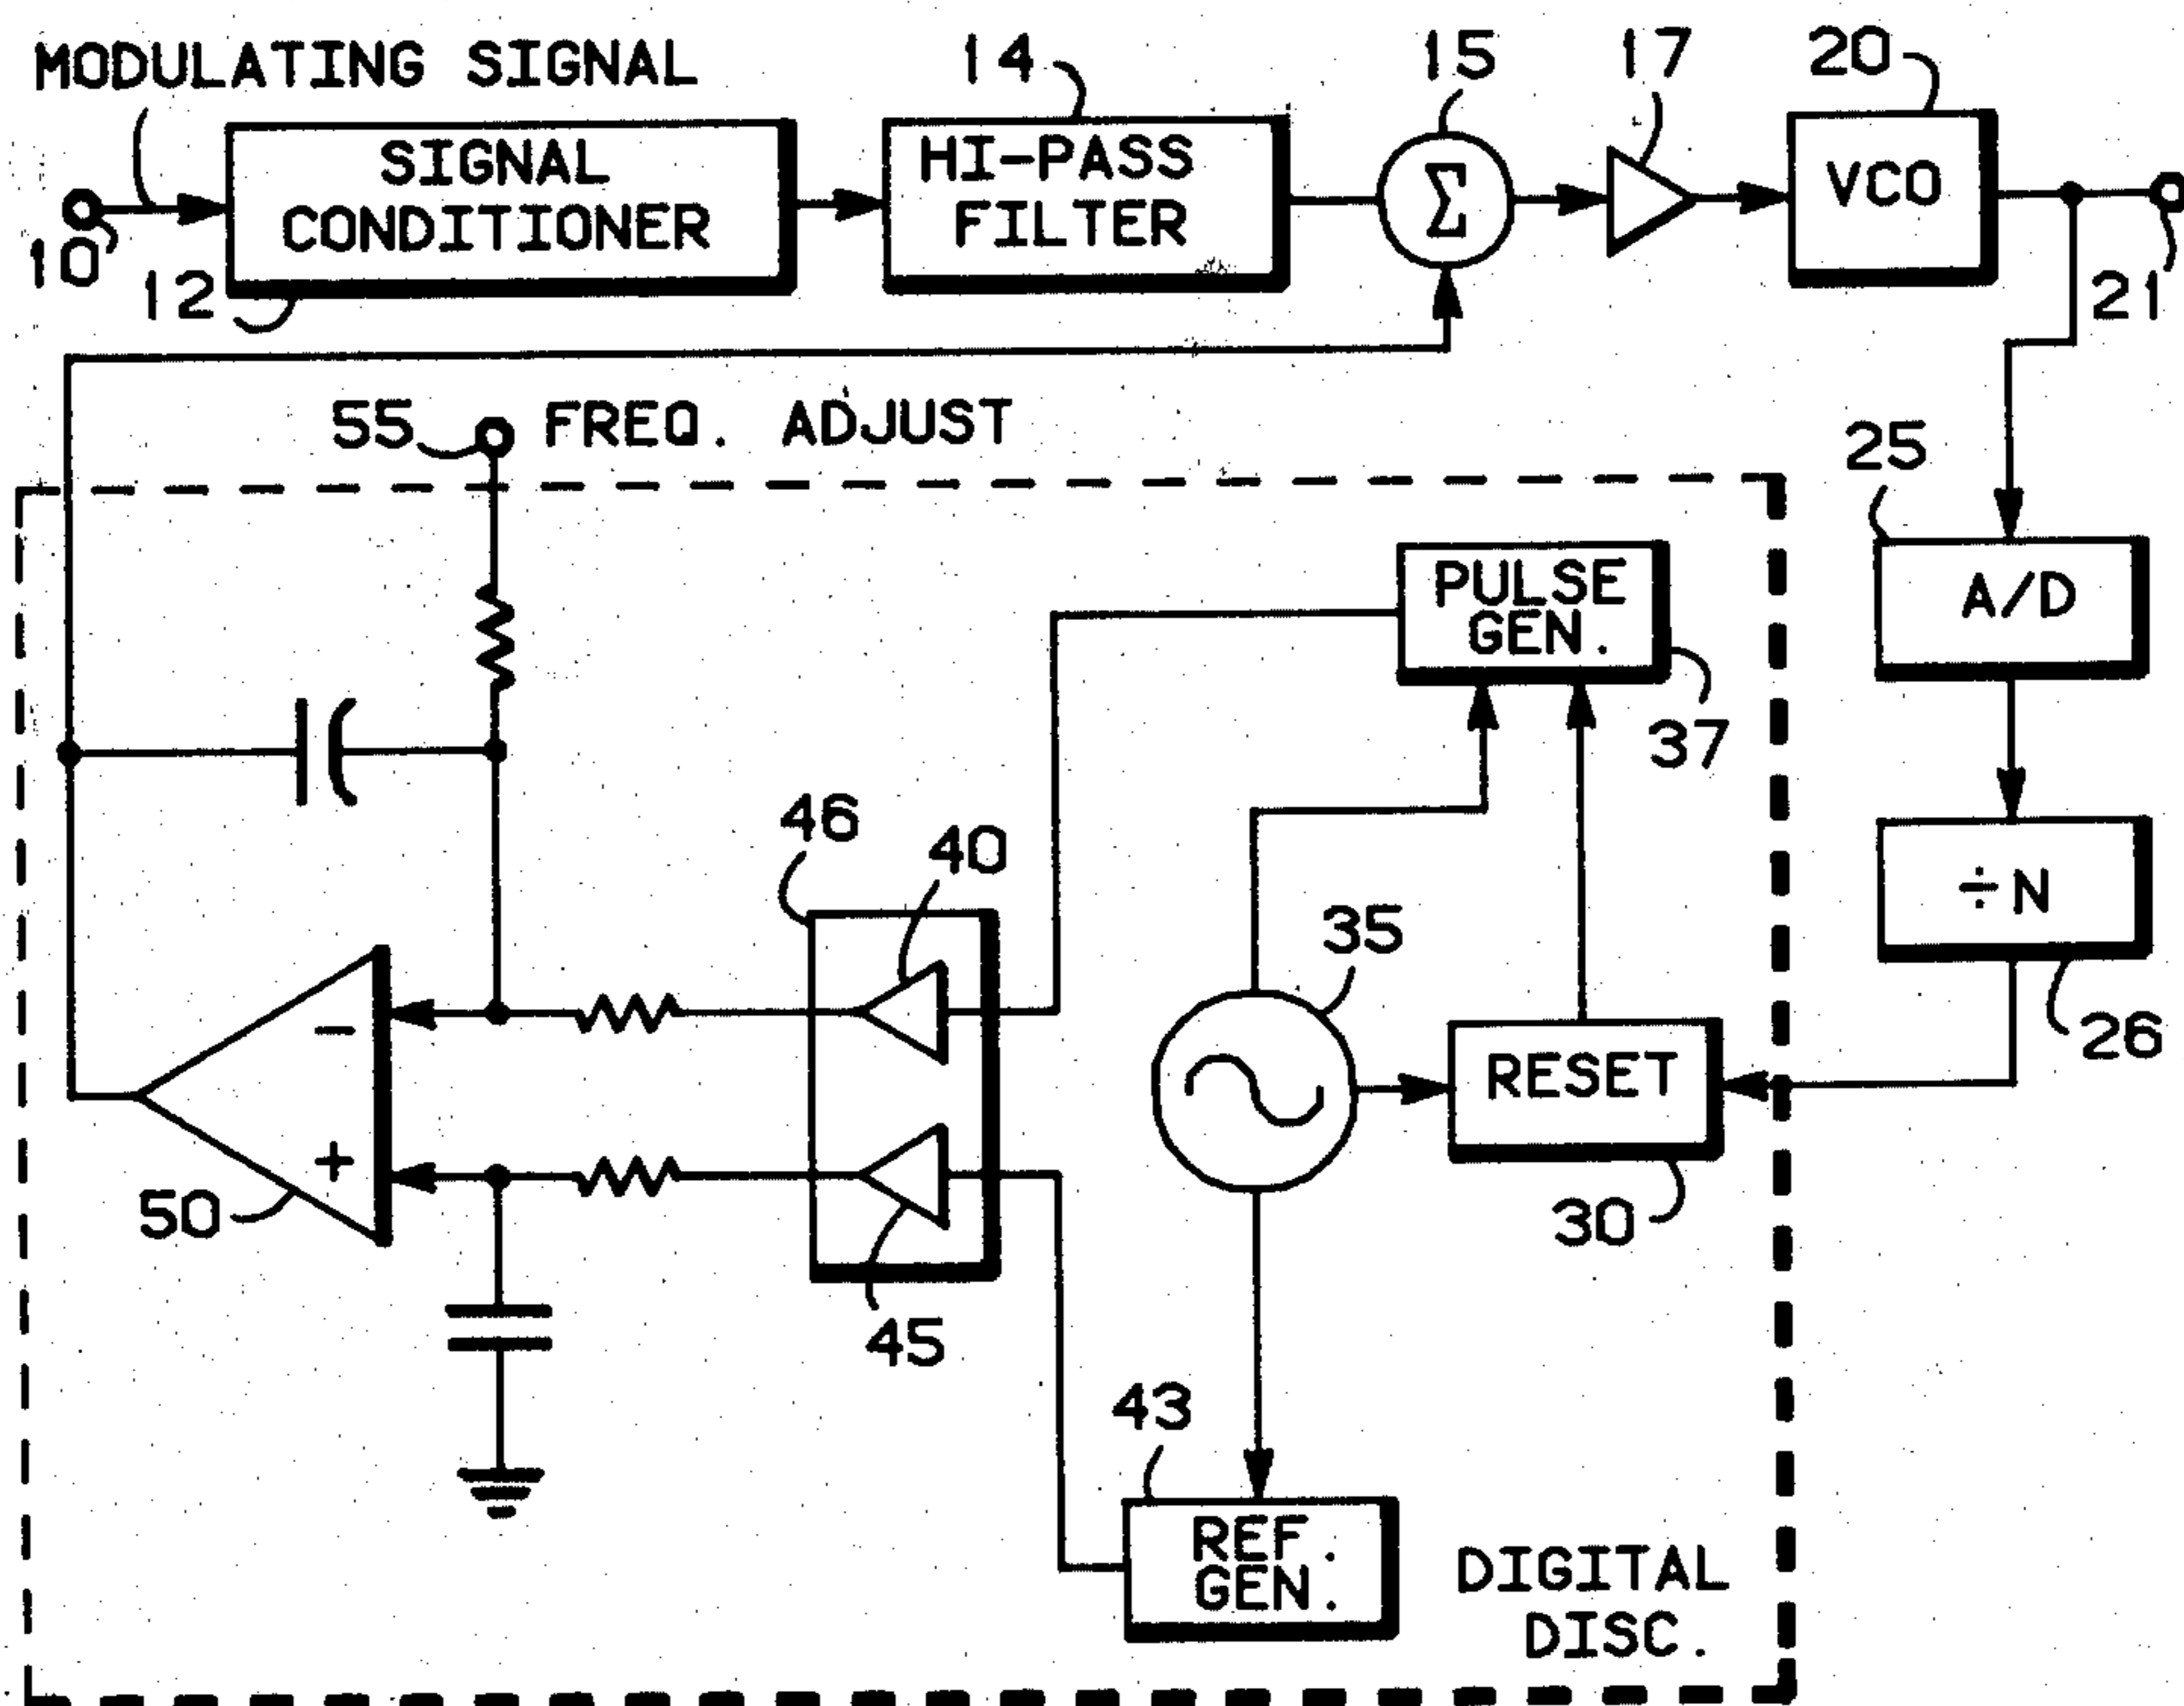 MODULATING SIGNAL
14
15
17
20
SIGNAL
CONDITIONER
HI-PASS
FILTER
Σ
VCO
10
12
21
55
FREQ. ADJUST
25
PULSE
GEN.
A/D
37
46
40
÷N
35
−
RESET
26
+
50
30
45
43
REF.
GEN.
DIGITAL
DISC.